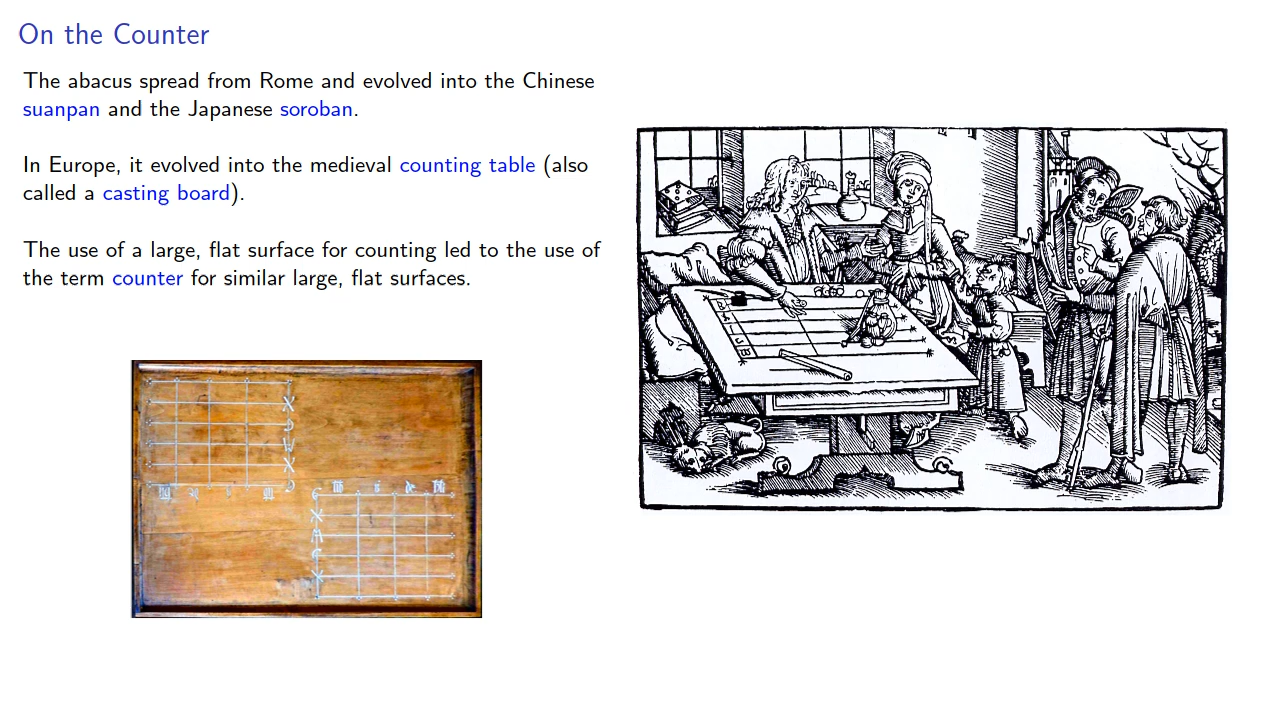 On the Counter
The abacus spread from Rome and evolved into the Chinese
suanpan and the Japanese soroban.
In Europe, it evolved into the medieval counting table (also
called a casting board).
The use of a large, flat surface for counting led to the use of
the term counter for similar large, flat surfaces.